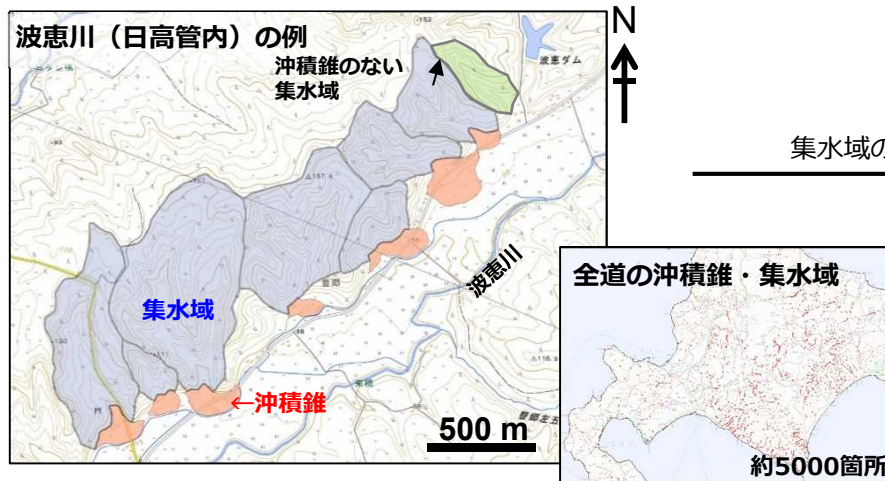 波恵川（日高管内）の例
沖積錐のない
集水域
波恵ダム
N
集水域の
集水域
波恵川
←沖積錐
500 m
全道の沖積錐・集水域
約5000箇所